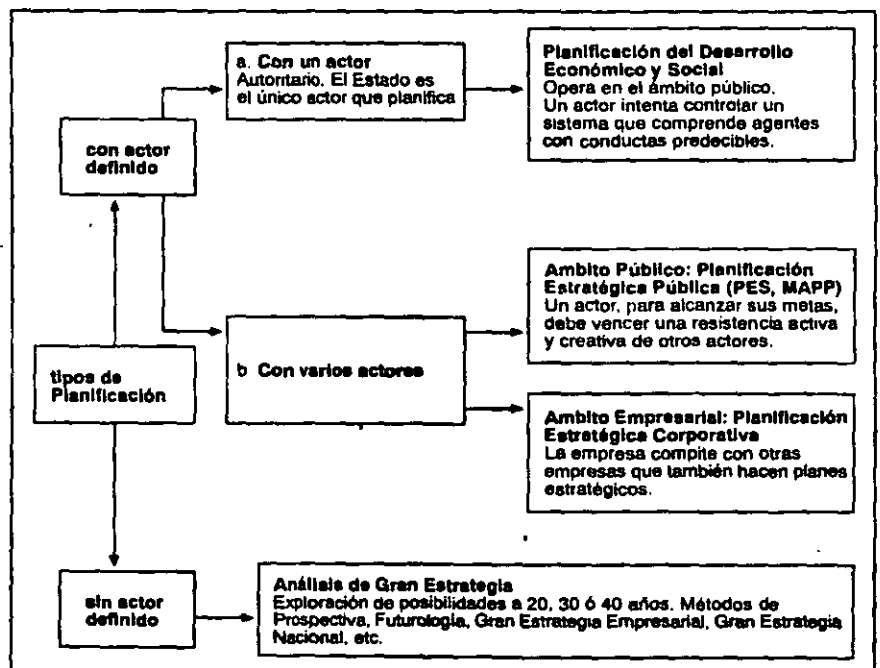 a. Con un actor
Autoritario. El Estado es
el único actor que planifica
Planificación del Desarrollo
Económico y Social
Opera en el ámbito público.
Un actor intenta controlar un
sistema que comprende agentes
con conductas predecibles.
con actor
definido
Ambito Público: Planificación
Estratégica Pública (PES, MAPP)
Un actor, para alcanzar sus metas,
debe vencer una resistencia activa
y creativa de otros actores.
b Con varios actores
tipos de
Planificación
Ambito Empresarial: Planificación
Estratégica Corporativa
La empresa compite con otras
empresas que también hacen planes
estratégicos.
sin actor
definido
Análisis de Gran Estrategia
Exploración de posibilidades a 20, 30 ó 40 años. Métodos de
Prospectiva, Futurología, Gran Estrategia Empresarial, Gran Estrategia
Nacional, etc.